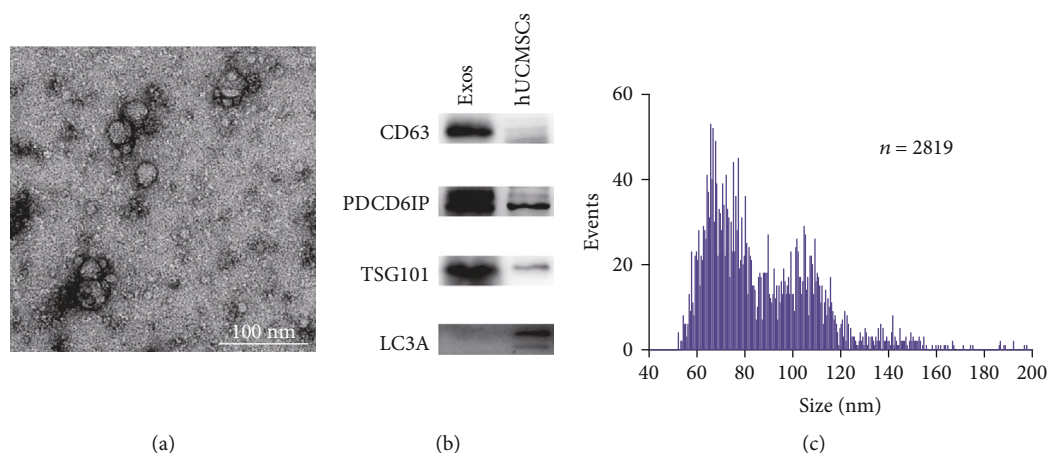 100 nm
(a)
Exos
hUCMSCs
CD63
PDCD6IP
TSG101
LC3A
(b)
60
40
20
0
Events
n = 2819
40 60 80 100 120 140 160 180 200
Size (nm)
(c)